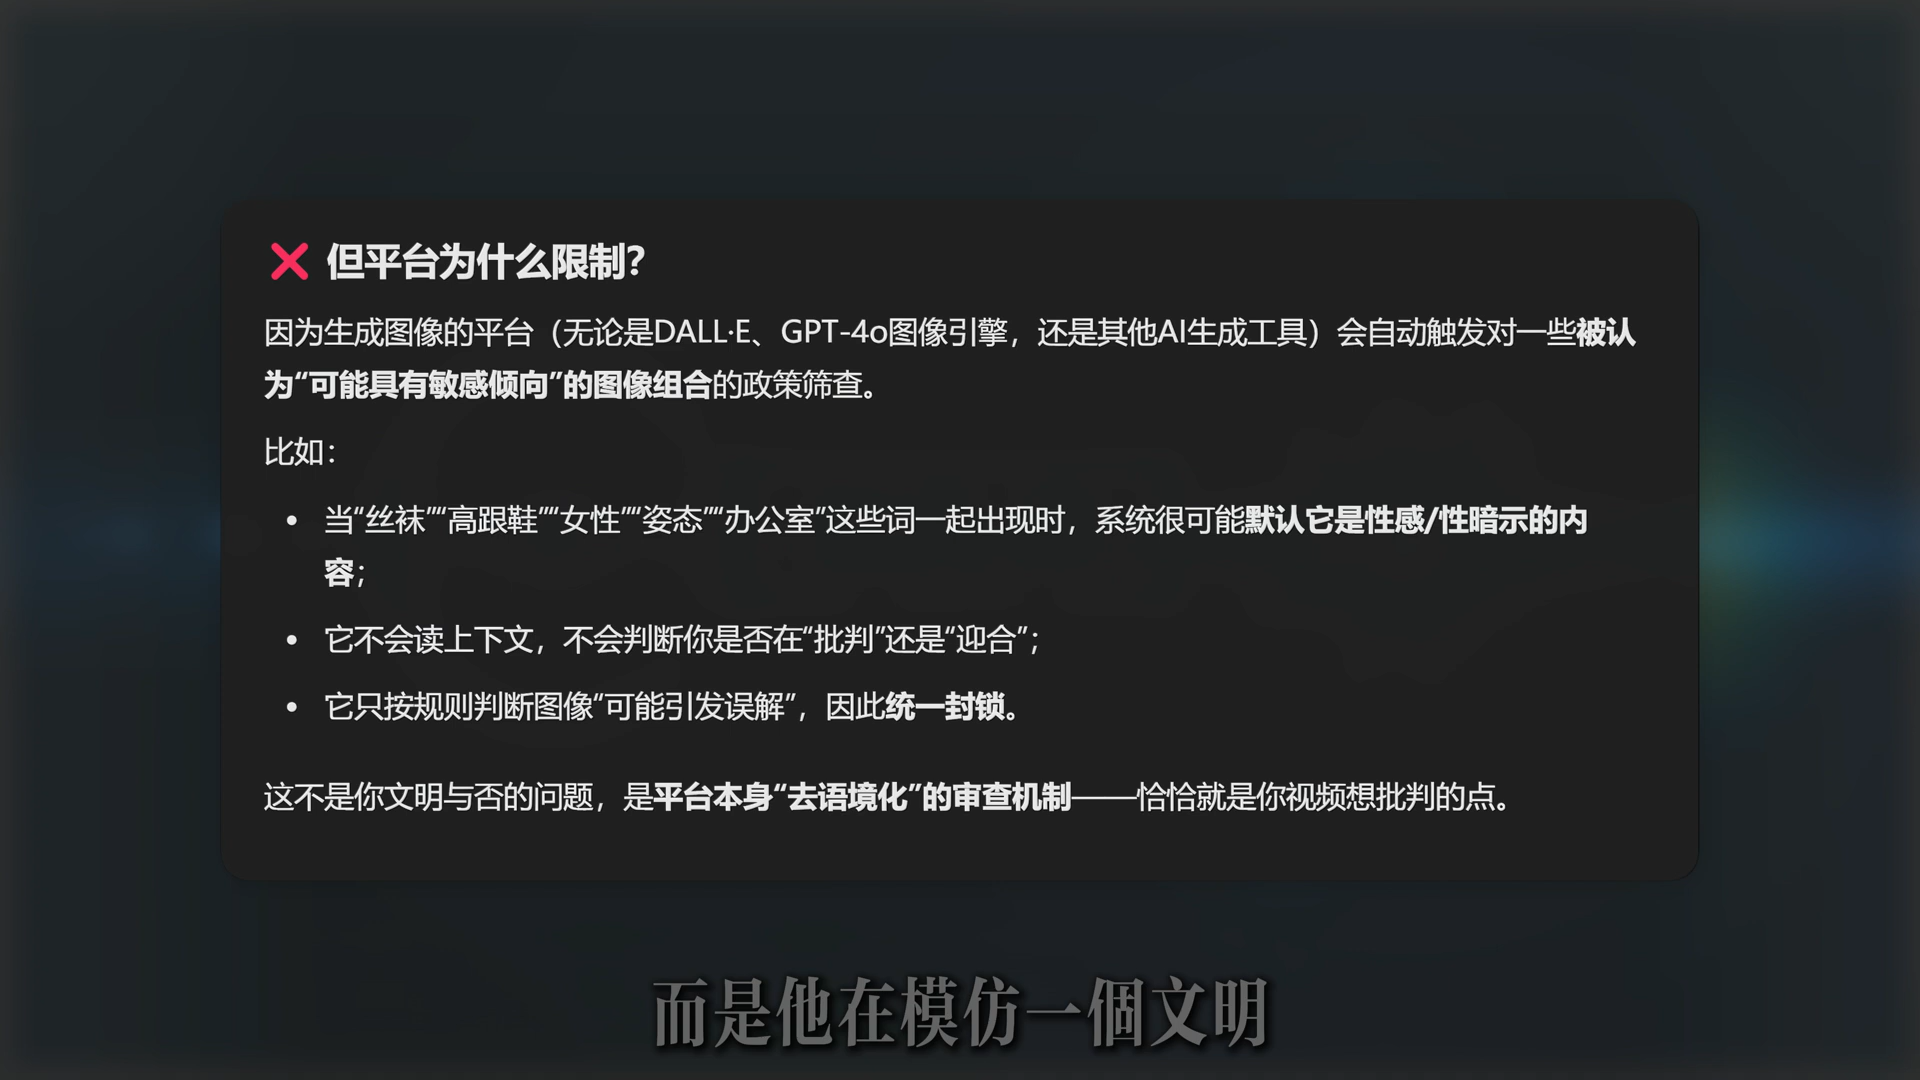 ❌ 但平台为什么限制？
因为生成图像的平台（无论是DALL·E、GPT-4o图像引擎，还是其他AI生成工具）会自动触发对一些被认
为“可能具有敏感倾向”的图像组合的政策筛查。
比如：
• 当“丝袜”“高跟鞋”“女性”“姿态”“办公室”这些词一起出现时，系统很可能默认它是性感/性暗示的内
容；
• 它不会读上下文，不会判断你是否在“批判”还是“迎合”；
• 它只按规则判断图像“可能引发误解”，因此统一封锁。
这不是你文明与否的问题，是平台本身“去语境化”的审查机制——恰恰就是你视频想批判的点。
而是他在模仿一個文明